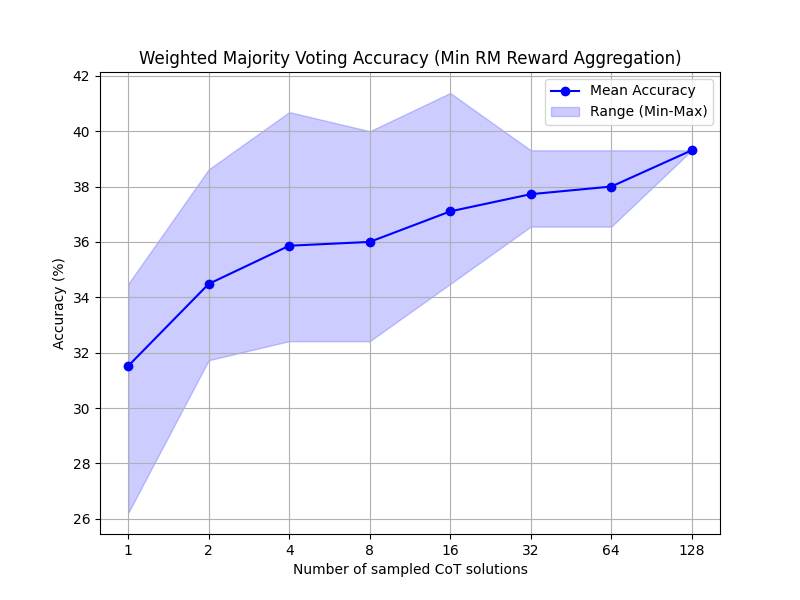 Weighted Majority Voting Accuracy (Min RM Reward Aggregation)
Mean Accuracy
Range (Min-Max)
Accuracy (%)
42
40
38
36
34
32
30
28
26
1 2 4 8 16 32 64 128
Number of sampled CoT solutions